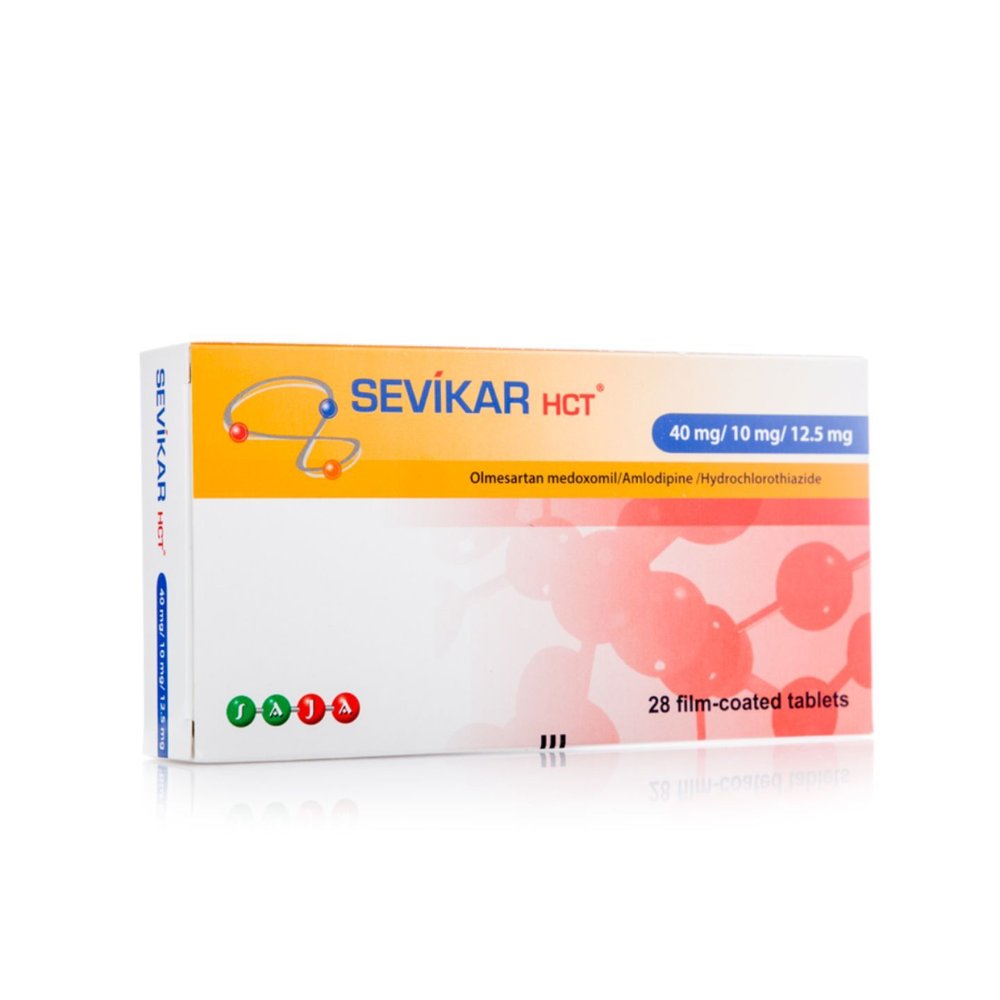 SEVÍKAR HCT®
40 mg/ 10 mg/ 12.5 mg
Olmesartan medoxomil/Amlodipine /Hydrochlorothiazide
28 film-coated tablets
S-A-J-A
SEVÍKAR HCT®
40 mg/ 10 mg/ 12.5 mg